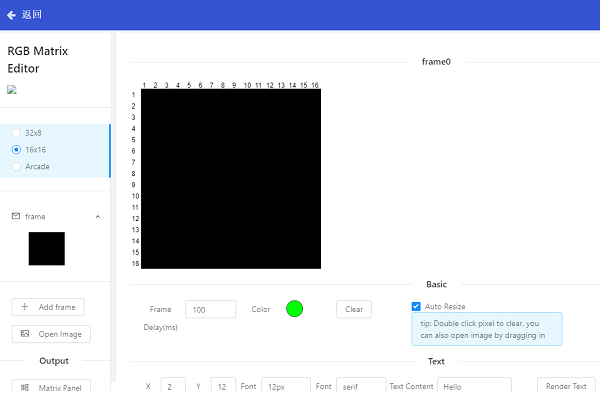 返回
RGB Matrix
Editor
32x8
16x16
Arcade
frame
Add frame
Open Image
Output
Matrix Panel
frame0
1 2 3 4 5 6 7 8 9 10 11 12 13 14 15 16
1
2
3
4
5
6
7
8
9
10
11
12
13
14
15
16
Basic
Frame 100 Color Clear Auto Resize
Delay(ms)
tip: Double click pixel to clear, you
can also open image by dragging in
Text
X 2 Y 12 Font 12px Font serif Text Content Hello Render Text